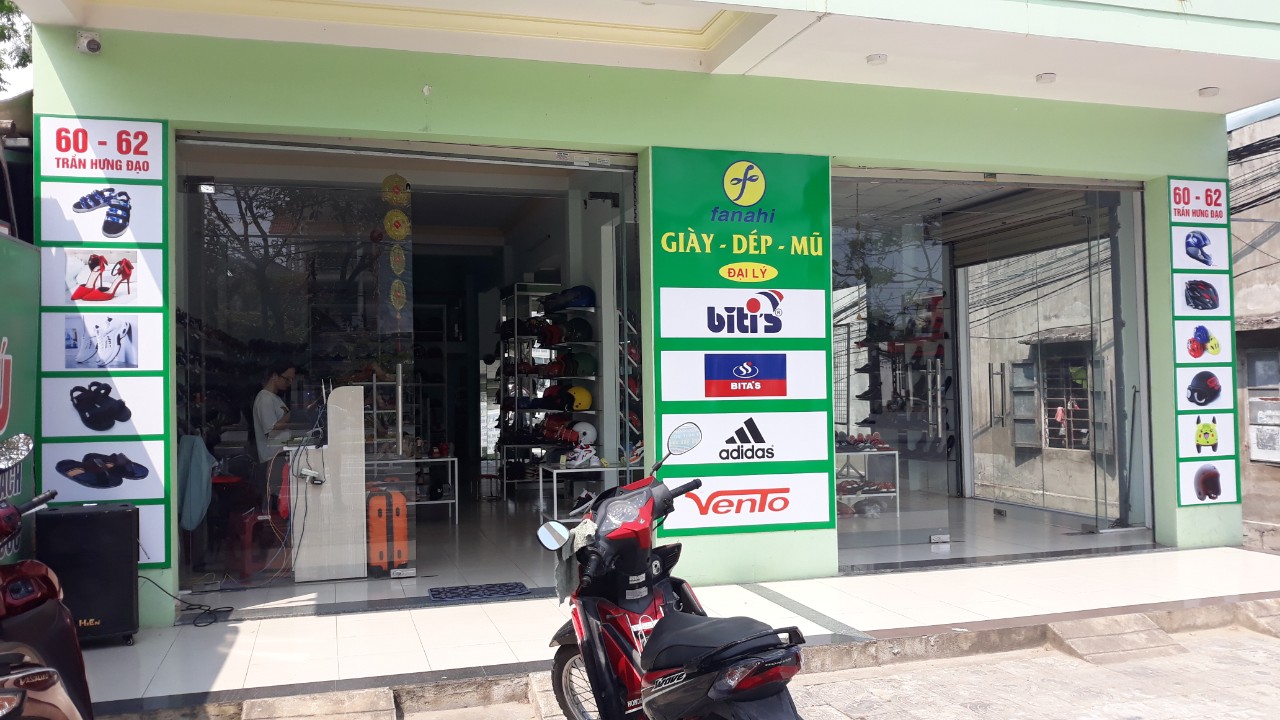 60 - 62
TRẦN HƯNG ĐẠO
fanahi
GIÀY - DÉP - MŨ
ĐẠI LÝ
biti's®
BITA'S
adidas
Vento
60 - 62
TRẦN HƯNG ĐẠO